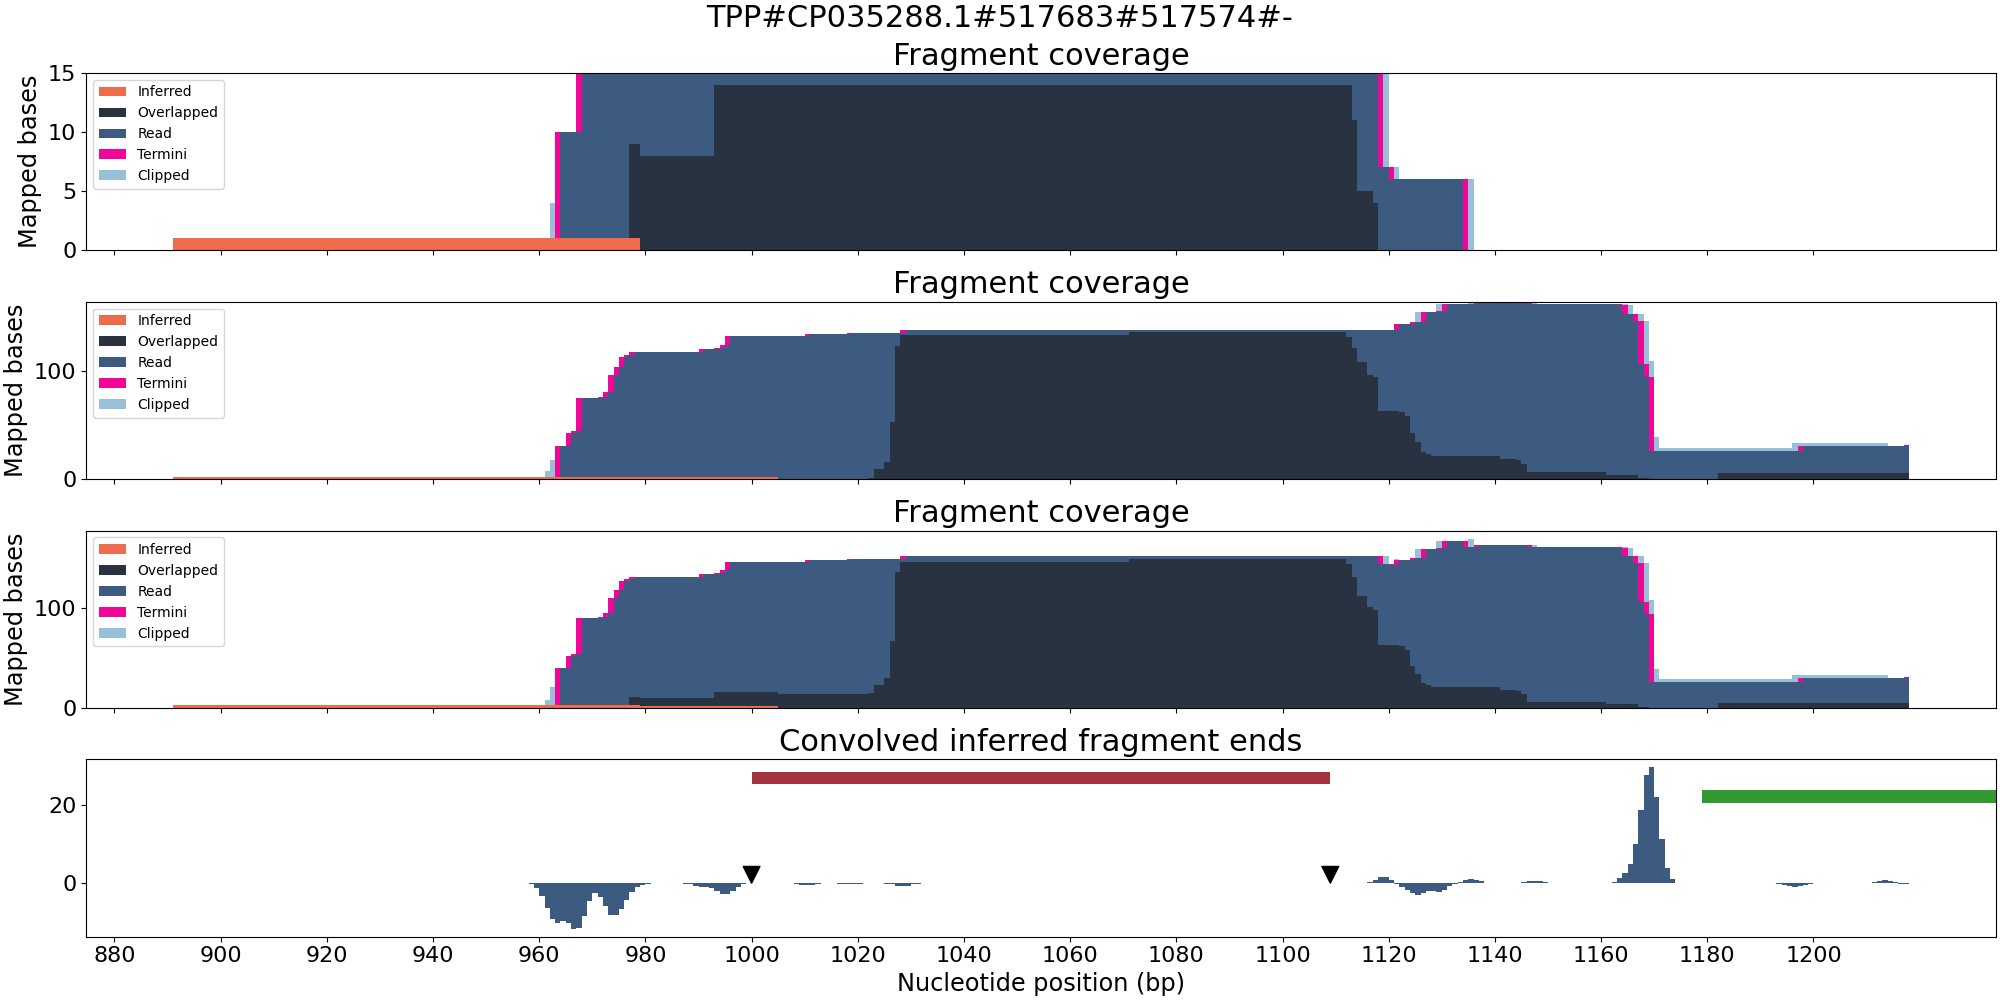 TPP#CP035288.1#517683#517574#-
Fragment coverage
Mapped bases
15
10
5
0
Inferred
Overlapped
Read
Termini
Clipped
Fragment coverage
Mapped bases
100
0
Inferred
Overlapped
Read
Termini
Clipped
Fragment coverage
Mapped bases
100
0
Inferred
Overlapped
Read
Termini
Clipped
Convolved inferred fragment ends
20
0
880 900 920 940 960 980 1000 1020 1040 1060 1080 1100 1120 1140 1160 1180 1200
Nucleotide position (bp)